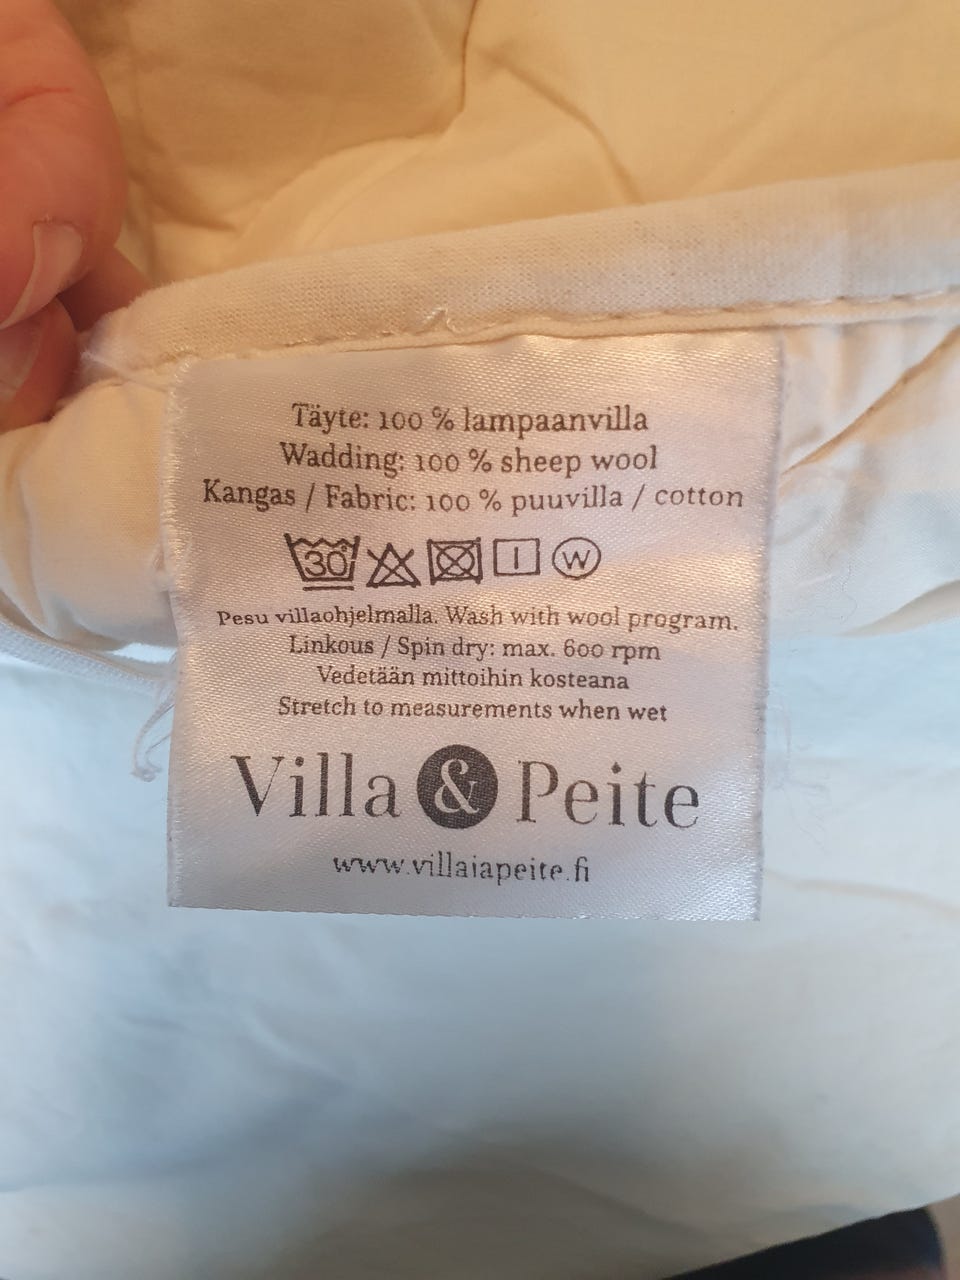 Täyte: 100 % lampaanvilla
Wadding: 100 % sheep wool
Kangas / Fabric: 100 % puuvilla / cotton
30° I W
Pesu villaohjelmalla. Wash with wool program.
Linkous / Spin dry: max. 600 rpm
Vedetään mittoihin kosteana
Stretch to measurements when wet
Villa & Peite
www.villaiapeite.fi